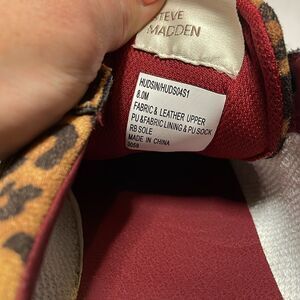 STEVE
MADDEN
HUDSIN/HUDS04S1
8.0M
FABRIC & LEATHER UPPER
PU &FABRIC LINING & PU SOCK
RB SOLE
MADE IN CHINA
9058